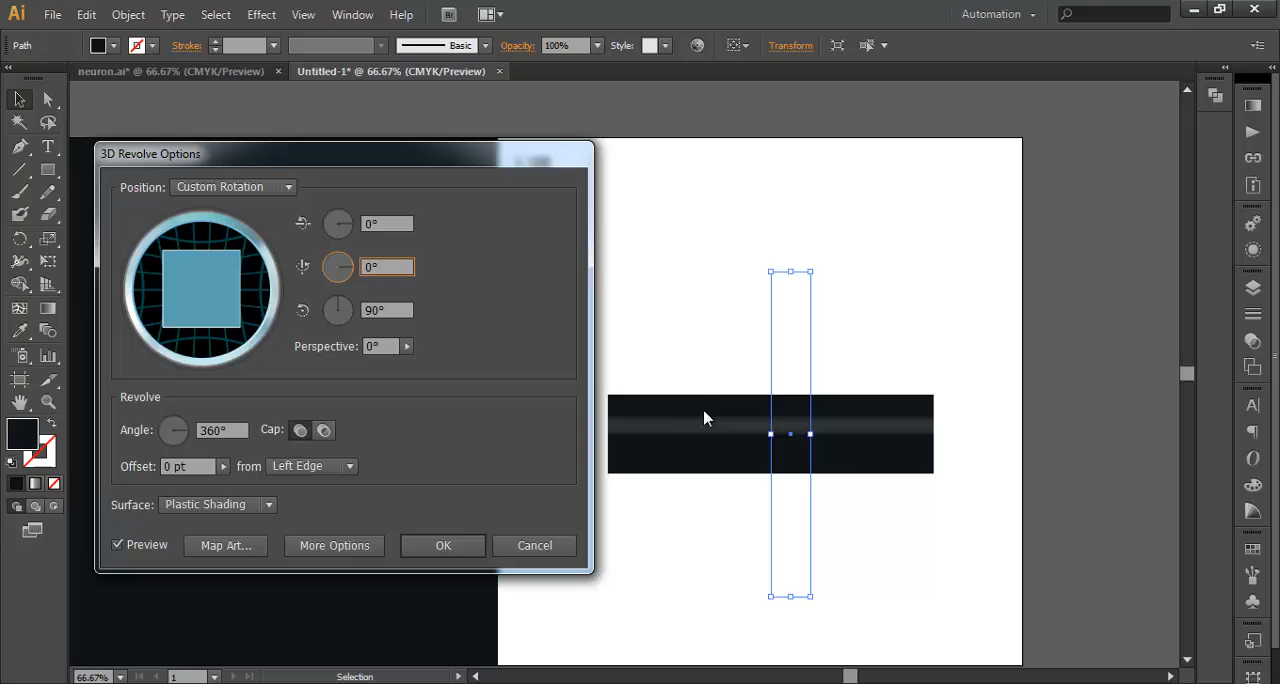 Ai File Edit Object Type Select Effect View Window Help Br Automation
Path Stroke: Basic Opacity: 100% Style: Transform
neuron.ai* @ 66.67% (CMYK/Preview) × Untitled-1* @ 66.67% (CMYK/Preview) ×
3D Revolve Options
Position: Custom Rotation
0°
0°
90°
Perspective: 0°
Revolve
Angle: 360° Cap:
Offset: 0 pt from Left Edge
Surface: Plastic Shading
Preview Map Art... More Options OK Cancel
66.67% 1 Selection